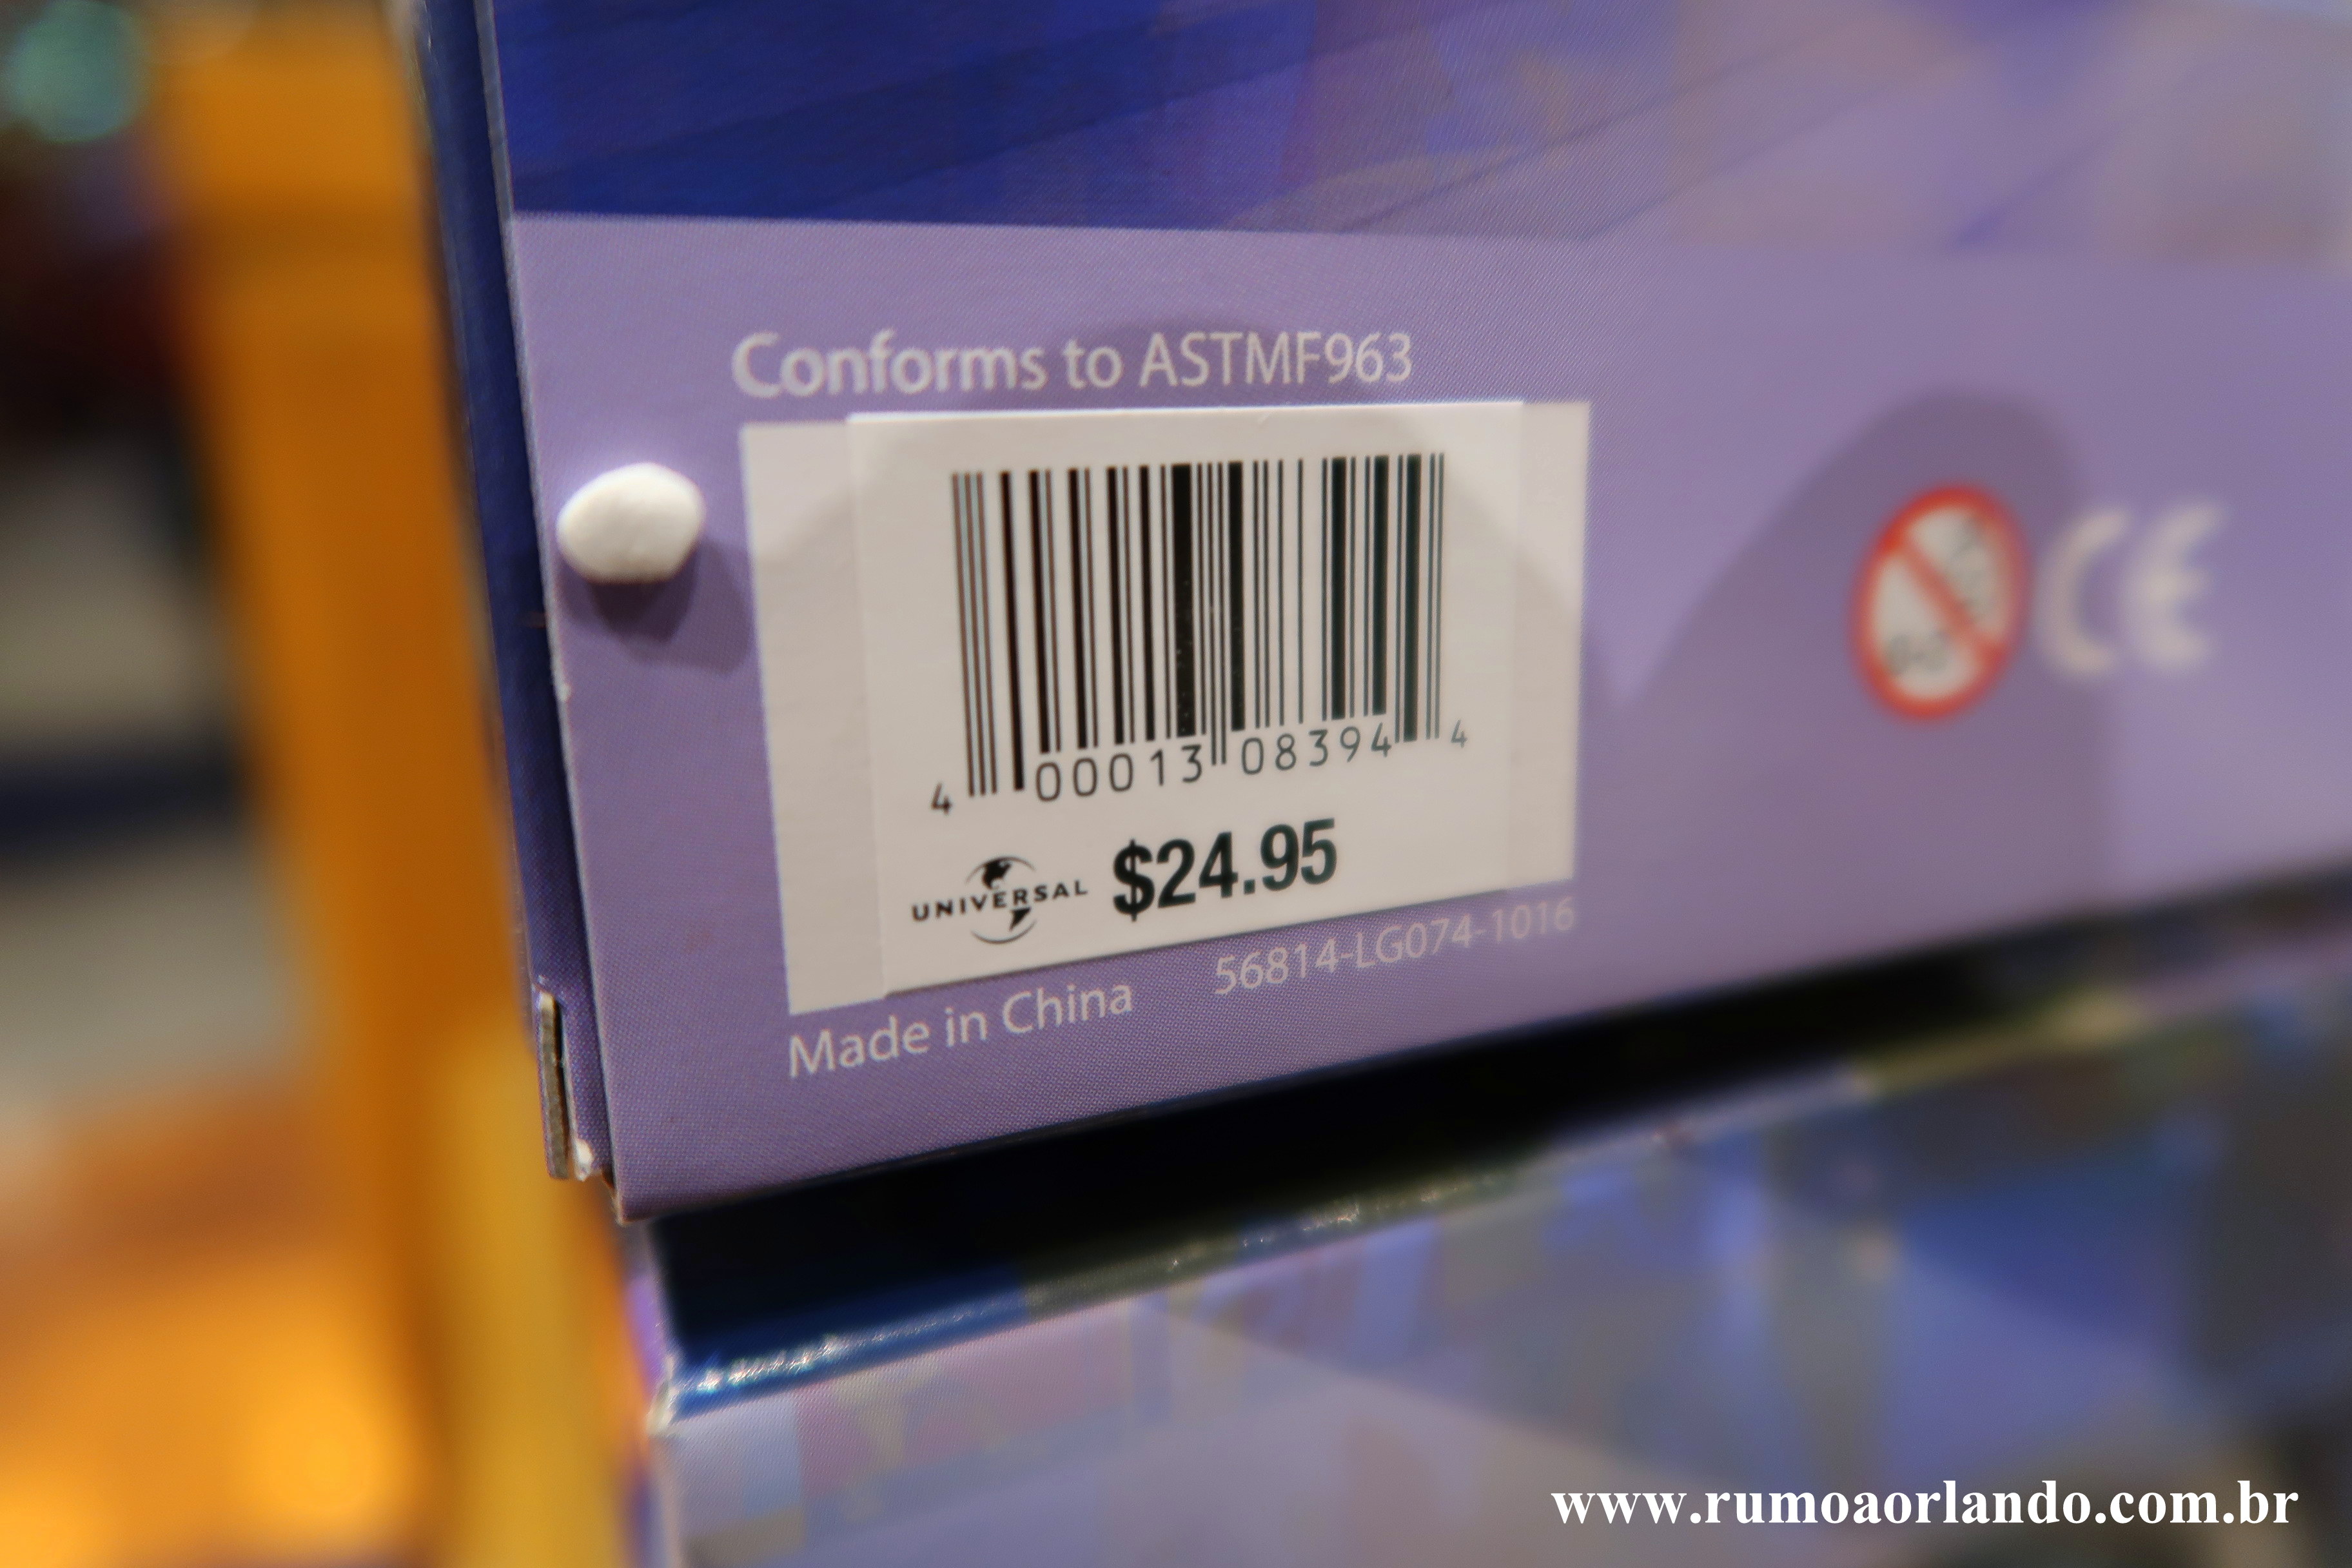 Conforms to ASTMF963
4 00013 08394 4
UNIVERSAL $24.95
Made in China 56814-LG074-1016
CE
www.rumoaorlando.com.br